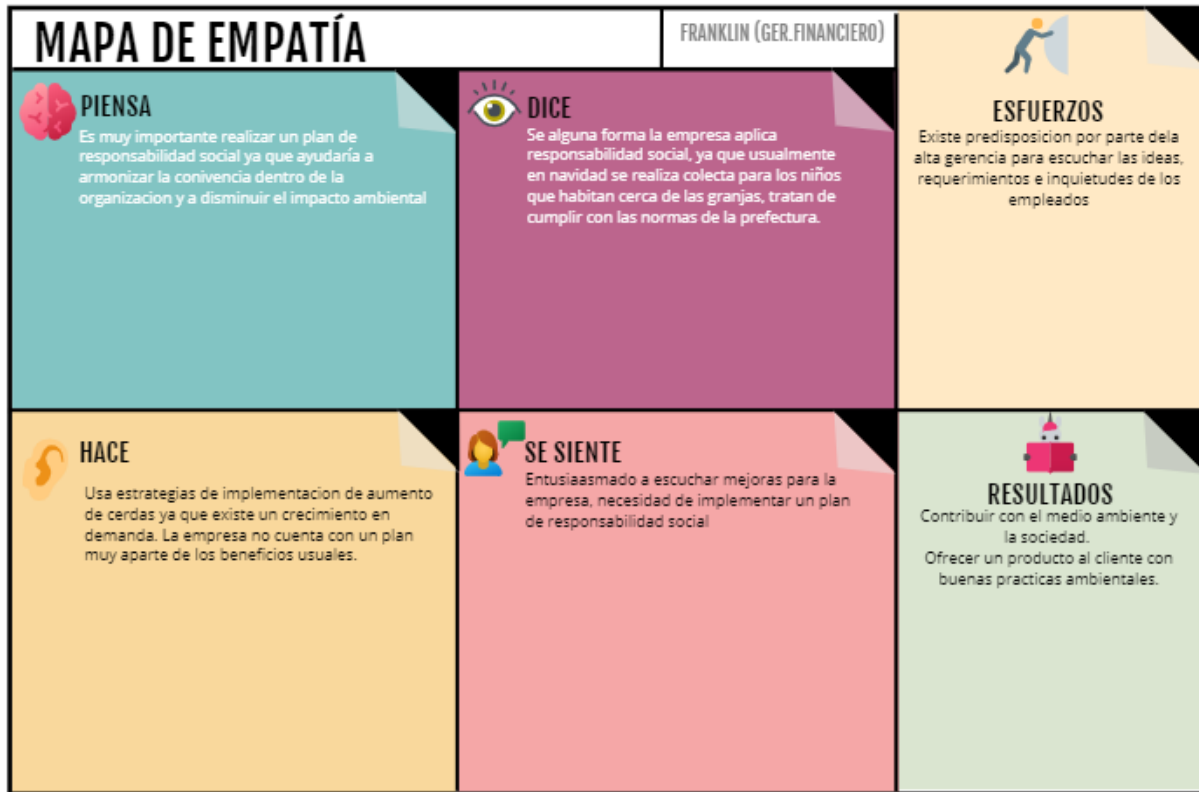 MAPA DE EMPATÍA
FRANKLIN (GER.FINANCIERO)
PIENSA
Es muy importante realizar un plan de
responsabilidad social ya que ayudaría a
armonizar la conivencia dentro de la
organizacion y a disminuir el impacto ambiental
DICE
Se alguna forma la empresa aplica
responsabilidad social, ya que usualmente
en navidad se realiza colecta para los niños
que habitan cerca de las granjas, tratan de
cumplir con las normas de la prefectura.
ESFUERZOS
Existe predisposicion por parte dela
alta gerencia para escuchar las ideas,
requerimientos e inquietudes de los
empleados
HACE
Usa estrategias de implementacion de aumento
de cerdas ya que existe un crecimiento en
demanda. La empresa no cuenta con un plan
muy aparte de los beneficios usuales.
SE SIENTE
Entusiaasmado a escuchar mejoras para la
empresa, necesidad de implementar un plan
de responsabilidad social
RESULTADOS
Contribuir con el medio ambiente y
la sociedad.
Ofrecer un producto al cliente con
buenas practicas ambientales.